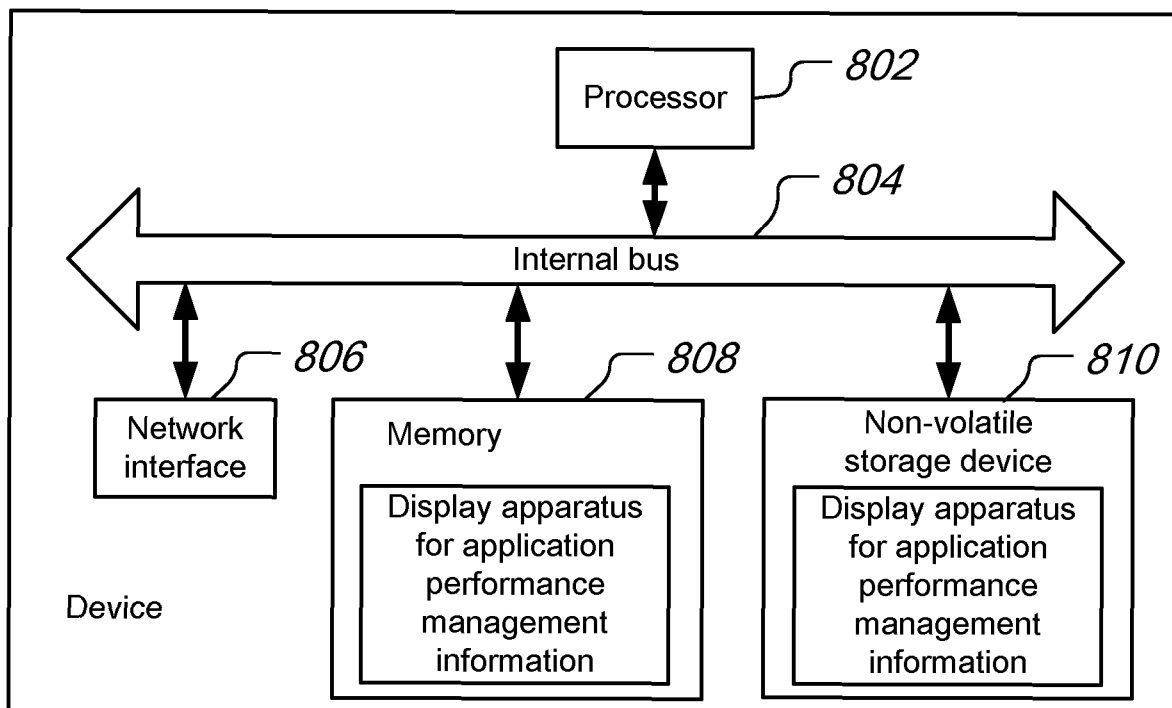 802
Processor
804
Internal bus
806
808
810
Network
interface
Memory
Non-volatile
storage device
Display apparatus
for application
performance
management
information
Display apparatus
for application
performance
management
information
Device